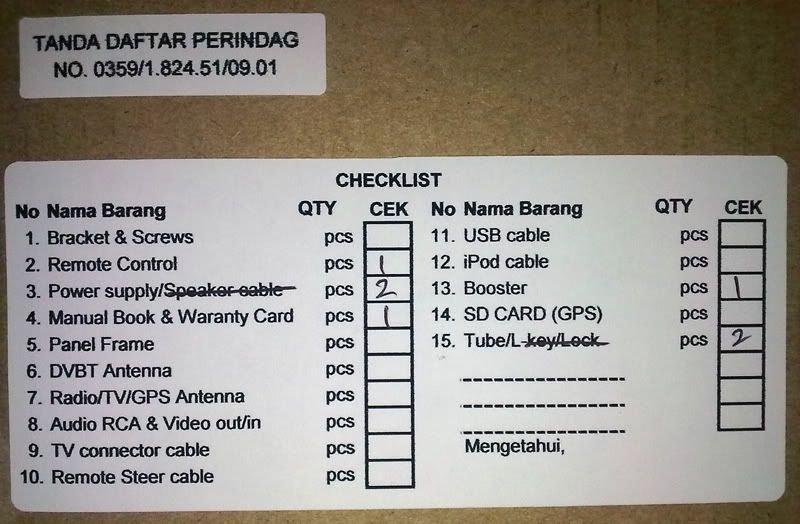 TANDA DAFTAR PERINDAG
NO. 0359/1.824.51/09.01
CHECKLIST
No Nama Barang QTY CEK
1. Bracket & Screws pcs
2. Remote Control pcs 1
3. Power supply/Speaker cable pcs 2
4. Manual Book & Waranty Card pcs 1
5. Panel Frame pcs
6. DVBT Antenna pcs
7. Radio/TV/GPS Antenna pcs
8. Audio RCA & Video out/in pcs
9. TV connector cable pcs
10. Remote Steer cable pcs
No Nama Barang QTY CEK
11. USB cable pcs
12. iPod cable pcs
13. Booster pcs 1
14. SD CARD (GPS) pcs
15. Tube/L-key/Lock pcs 2
Mengetahui,